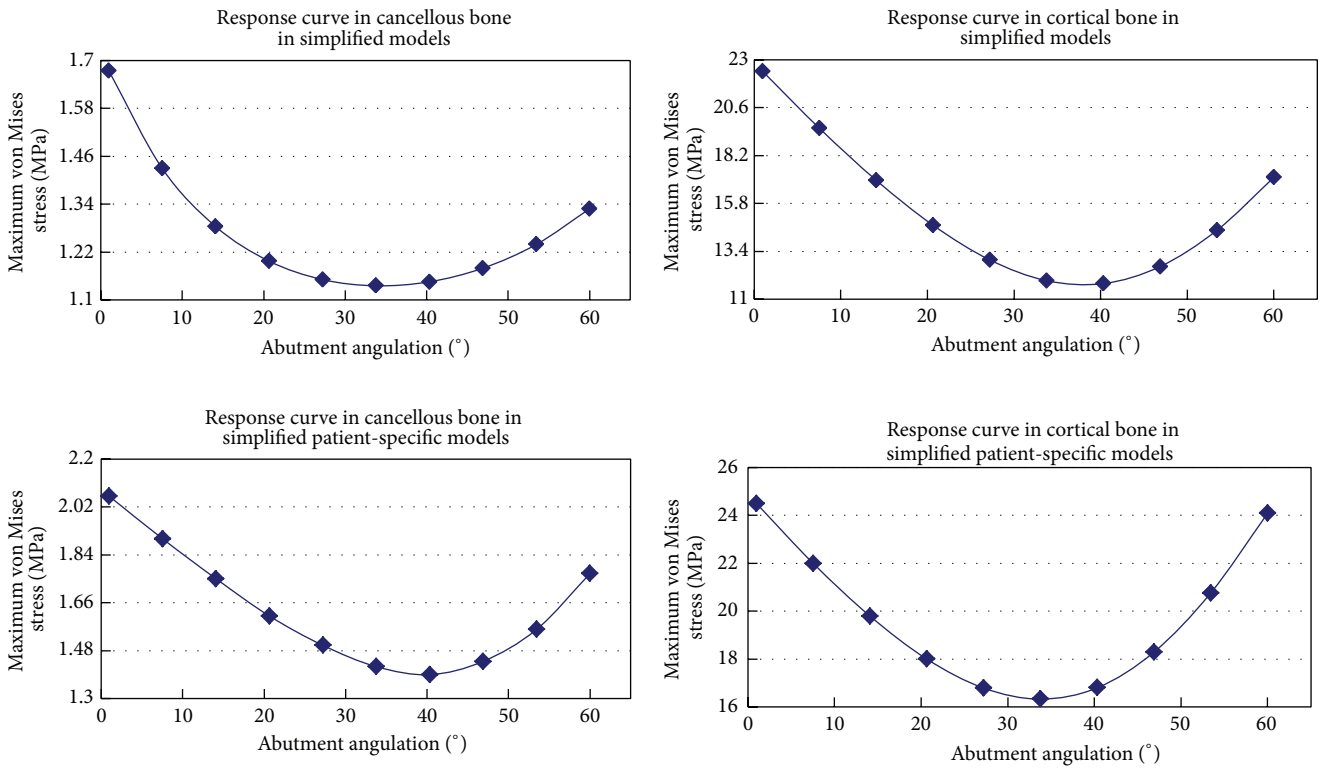 Response curve in cancellous bone
in simplified models
Maximum von Mises
stress (MPa)
1.7
1.58
1.46
1.34
1.22
1.1
0 10 20 30 40 50 60
Abutment angulation (°)
Response curve in cortical bone in
simplified models
Maximum von Mises
stress (MPa)
23
20.6
18.2
15.8
13.4
11
0 10 20 30 40 50 60
Abutment angulation (°)
Response curve in cancellous bone in
simplified patient-specific models
Maximum von Mises
stress (MPa)
2.2
2.02
1.84
1.66
1.48
1.3
0 10 20 30 40 50 60
Abutment angulation (°)
Response curve in cortical bone in
simplified patient-specific models
Maximum von Mises
stress (MPa)
26
24
22
20
18
16
0 10 20 30 40 50 60
Abutment angulation (°)